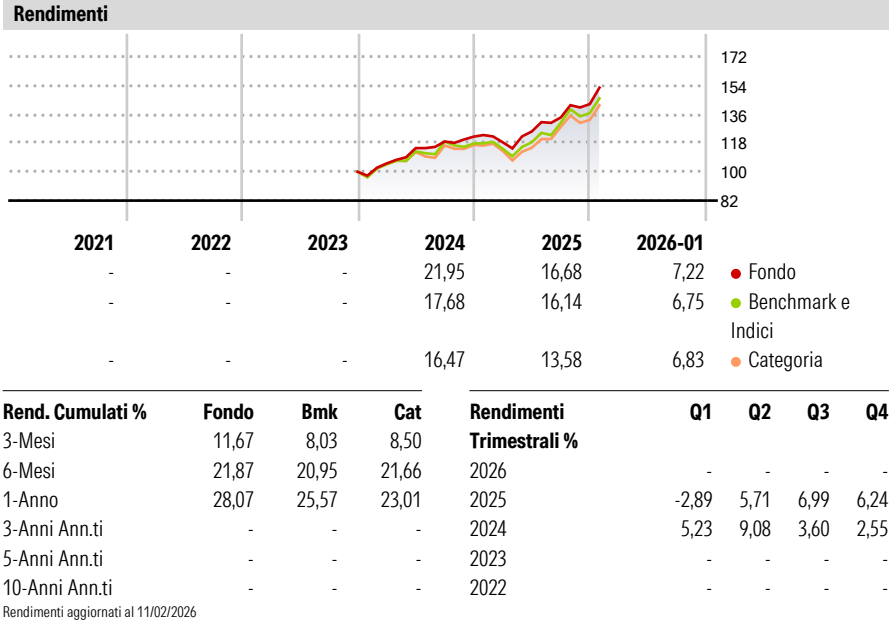 Rendimenti
172
154
136
118
100
82
2021 2022 2023 2024 2025 2026-01
- - - 21,95 16,68 7,22 Fondo
- - - 17,68 16,14 6,75 Benchmark e
Indici
- - - 16,47 13,58 6,83 Categoria
Rend. Cumulati % Fondo Bmk Cat
3-Mesi 11,67 8,03 8,50
6-Mesi 21,87 20,95 21,66
1-Anno 28,07 25,57 23,01
3-Anni Ann.ti - - -
5-Anni Ann.ti - - -
10-Anni Ann.ti - - -
Rendimenti Q1 Q2 Q3 Q4
Trimestrali %
2026 - - - -
2025 -2,89 5,71 6,99 6,24
2024 5,23 9,08 3,60 2,55
2023 - - - -
2022 - - - -
Rendimenti aggiornati al 11/02/2026